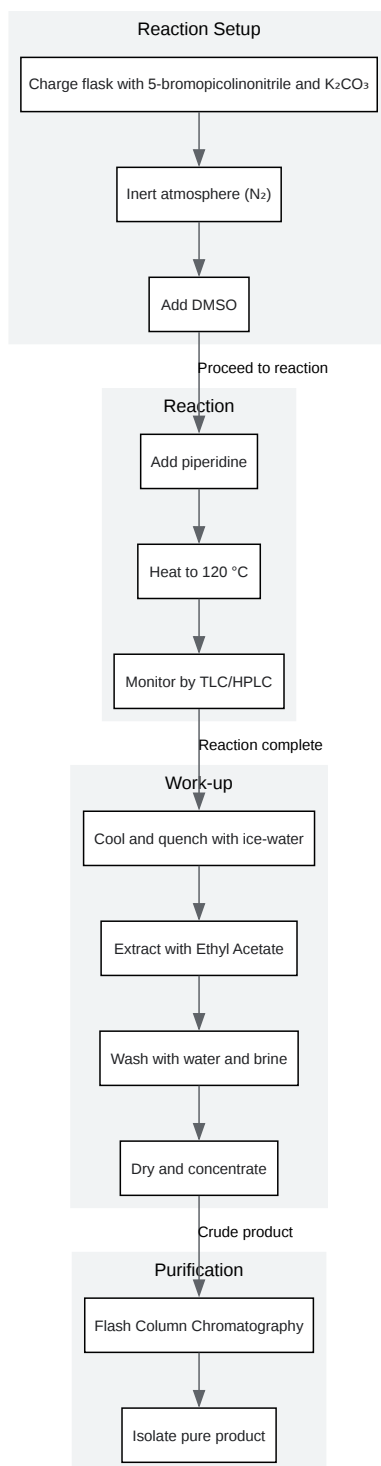 Reaction Setup
Charge flask with 5-bromopicolinonitrile and K₂CO₃
Inert atmosphere (N₂)
Add DMSO
Proceed to reaction
Reaction
Add piperidine
Heat to 120 °C
Monitor by TLC/HPLC
Reaction complete
Work-up
Cool and quench with ice-water
Extract with Ethyl Acetate
Wash with water and brine
Dry and concentrate
Crude product
Purification
Flash Column Chromatography
Isolate pure product